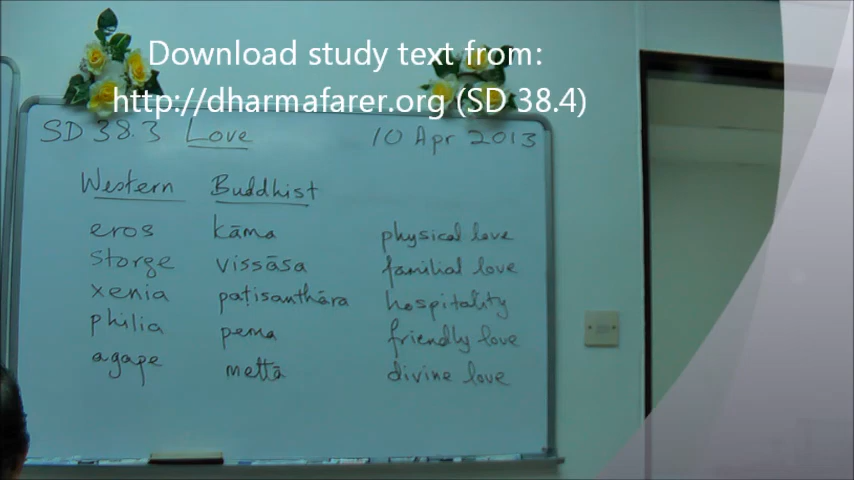 Download study text from:
http://dharmafarer.org (SD 38.4)
SD 38.3 Love 10 Apr 2013
Western Buddhist
eros kāma physical love
storge vissāsa familial love
xenia paṭisanthāra hospitality
philia pema friendly love
agape mettā divine love